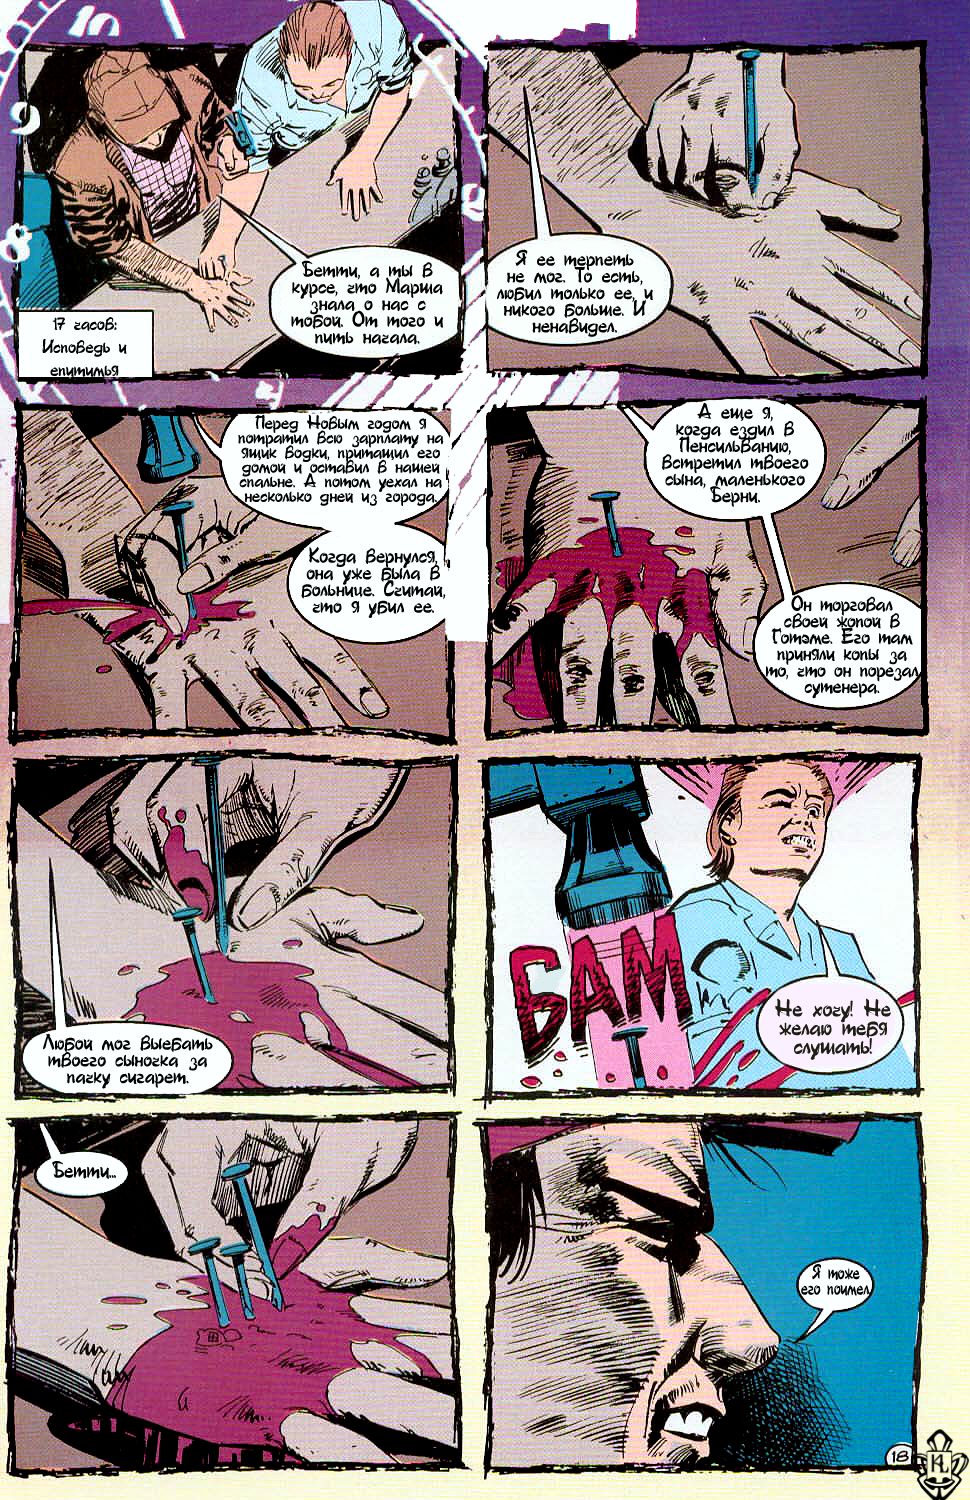 10
9
8
8
Бетти, а ты в
курсе, что Марша
знала о нас с
тобой. От того и
пить начала.
17 часов:
Исповедь и
епитимья
Я ее терпеть
не мог. То есть,
любил только ее, и
никого больше. И
ненавидел.
Перед Новым годом я
потратил всю зарплату на
ящик водки, притащил его
домой и оставил в нашей
спальне. А потом уехал на
несколько дней из города.
Когда вернулся,
она уже была в
больнице. Считай,
что я убил ее.
А еще я,
когда ездил в
Пенсильванию,
встретил твоего
сына, маленького
Берни.
Он торговал
своей жопой в
Готэме. Его там
приняли копы за
то, что он порезал
сутенера.
Любой мог выебать
твоего сыночка за
пачку сигарет.
БАМ
Не хочу! Не
желаю тебя
слушать!
Бетти...
Я тоже
его поимел
18